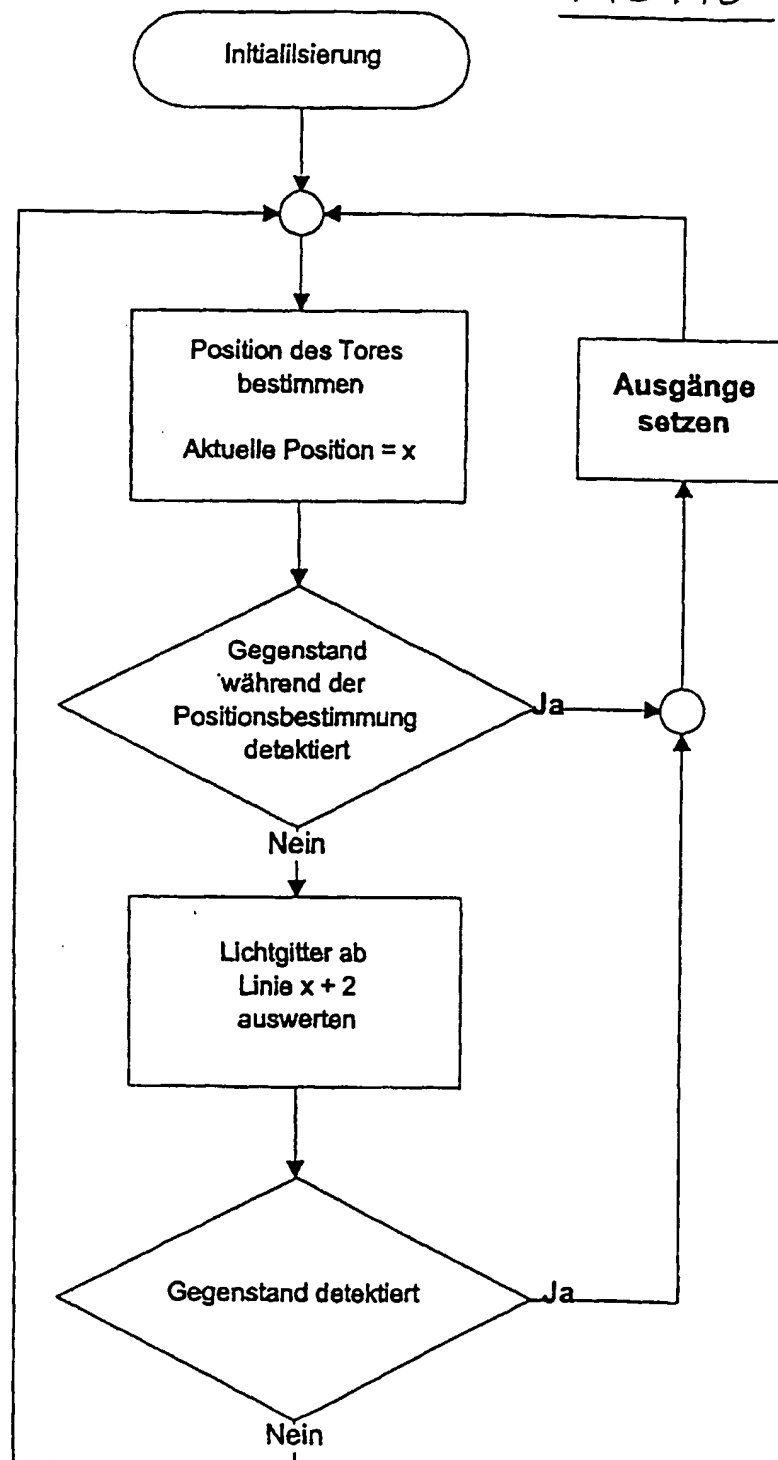 Initialilsierung
Position des Tores
bestimmen
Aktuelle Position = x
Ausgänge
setzen
Gegenstand
während der
Positionsbestimmung
detektiert
Ja
Nein
Lichtgitter ab
Linie x + 2
auswerten
Gegenstand detektiert
Ja
Nein